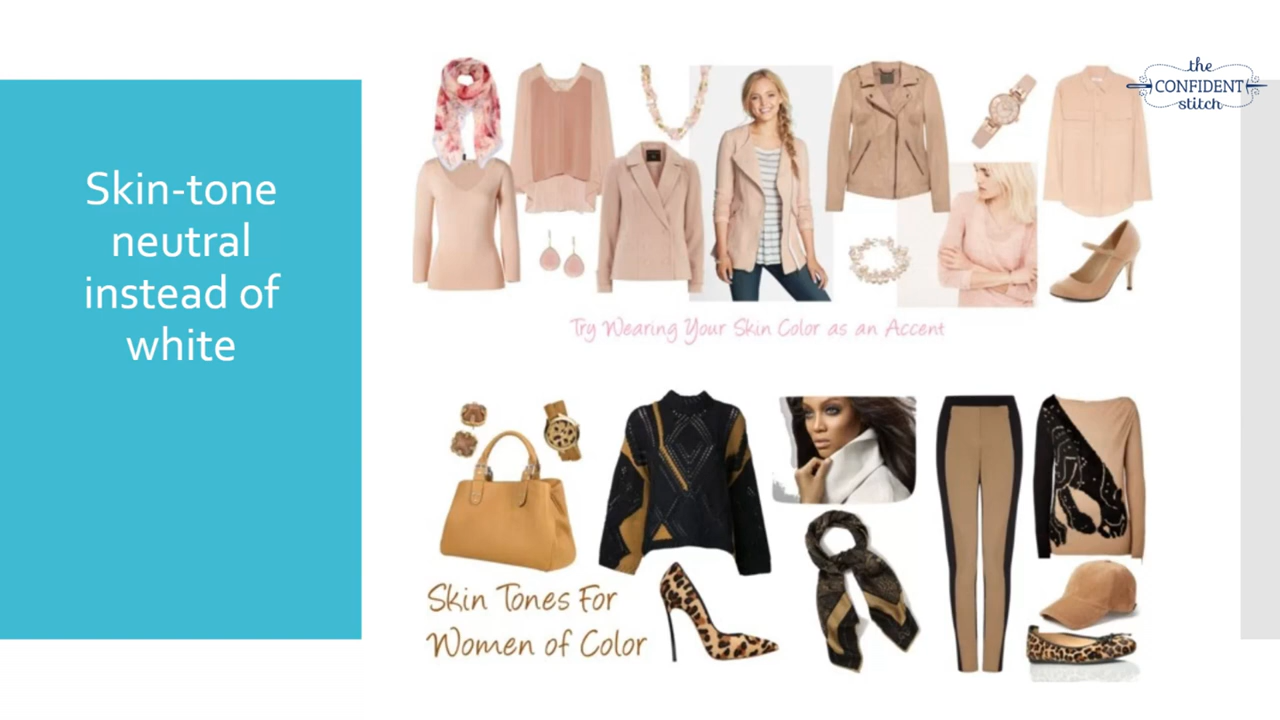 Skin-tone
neutral
instead of
white
the
CONFIDENT
stitch
Try Wearing Your Skin Color as an Accent
Skin Tones For
Women of Color